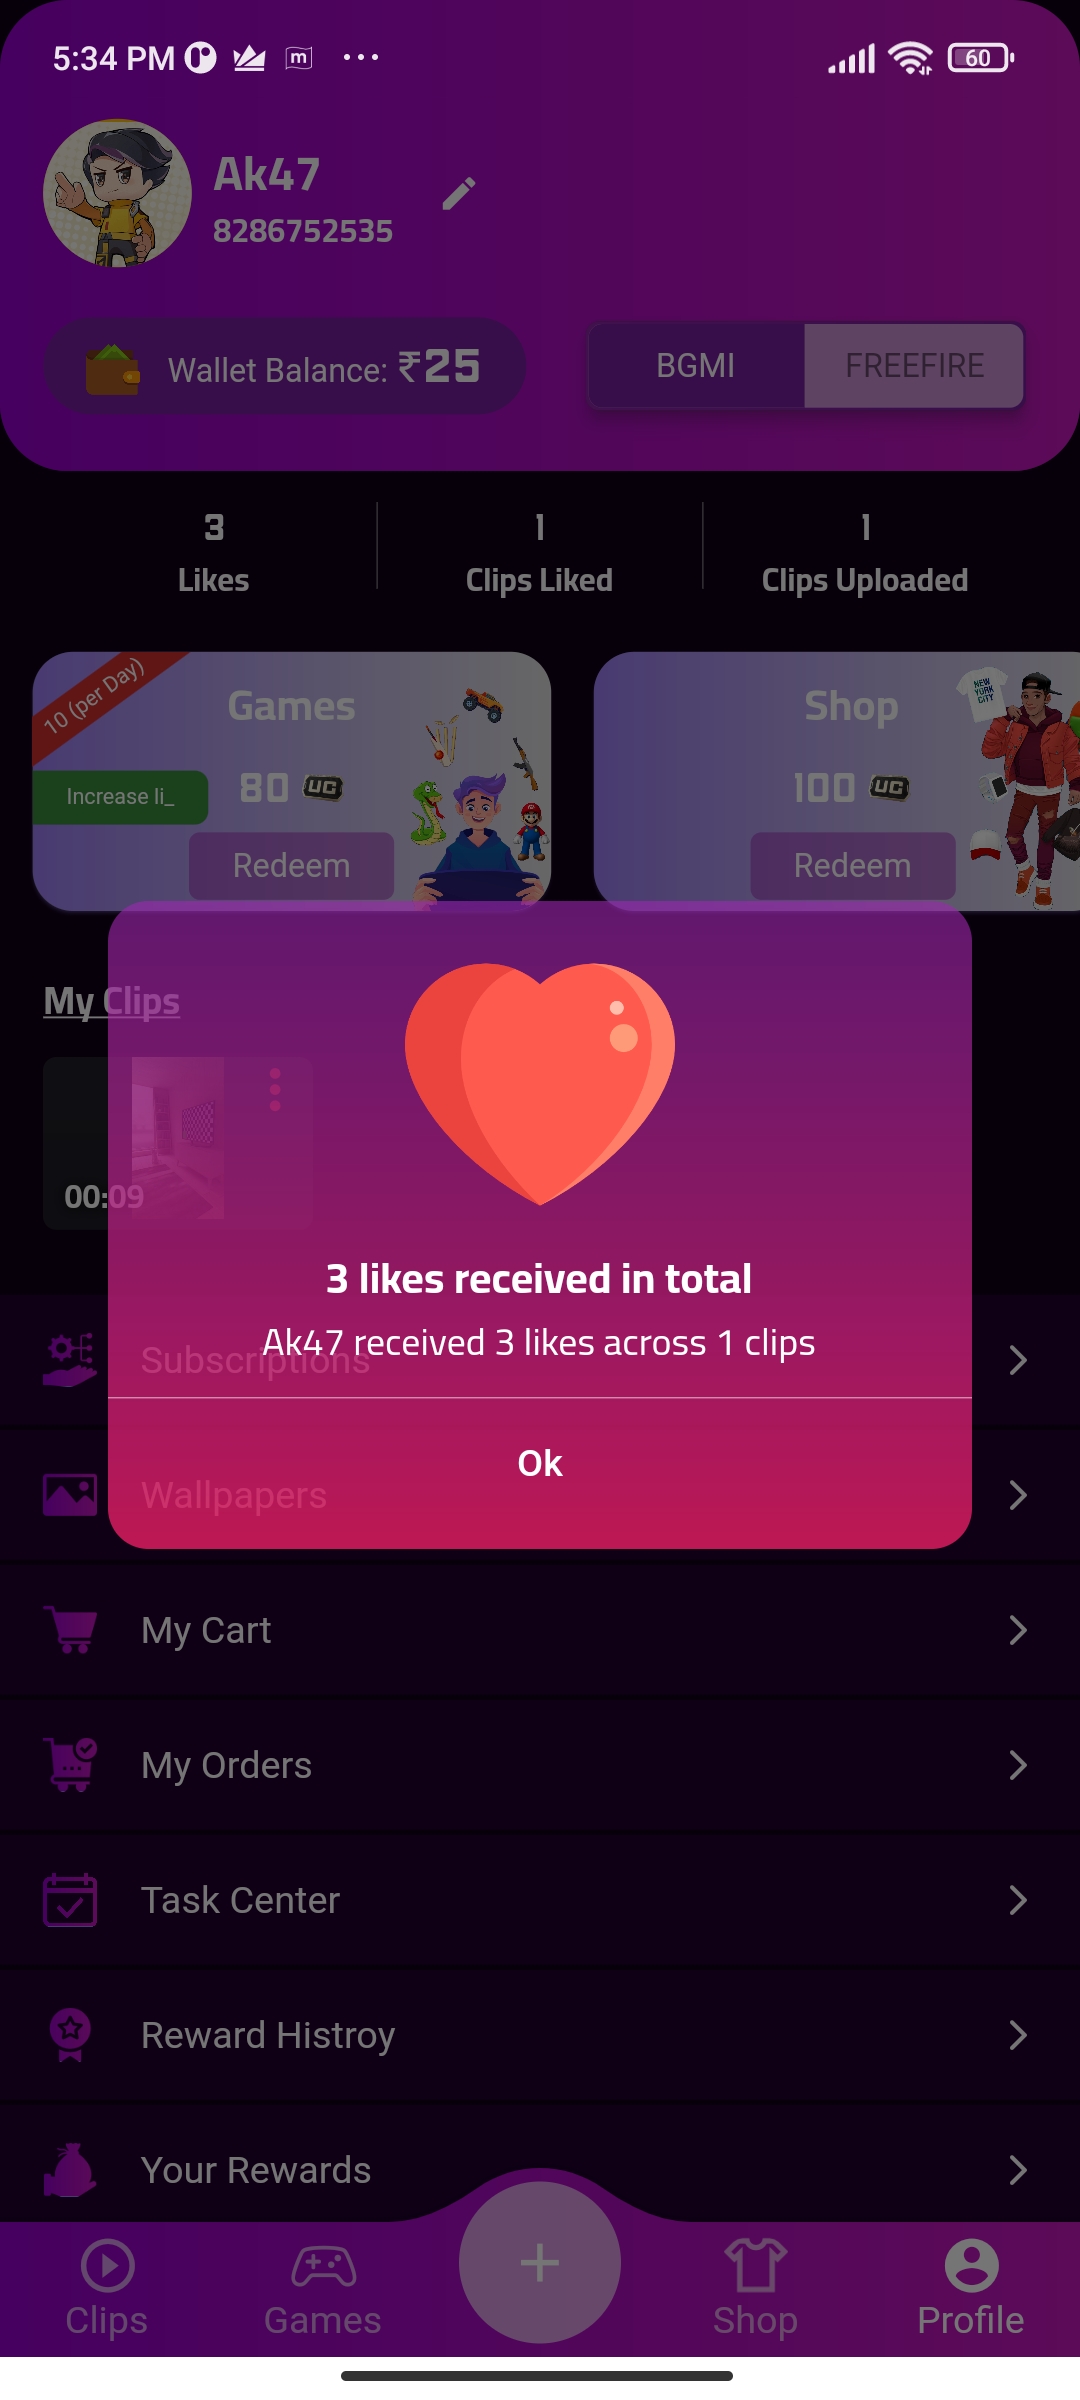 5:34 PM
60
Ak47
8286752535
Wallet Balance: ₹25
BGMI
FREEFIRE
3
Likes
1
Clips Liked
1
Clips Uploaded
10 (per Day)
Games
Increase li_
80 UC
Redeem
Shop
100 UC
Redeem
NEW YORK CITY
My Clips
00:09
3 likes received in total
Ak47 received 3 likes across 1 clips
Ok
Subscriptions
Wallpapers
My Cart
My Orders
Task Center
Reward Histroy
Your Rewards
Clips
Games
Shop
Profile